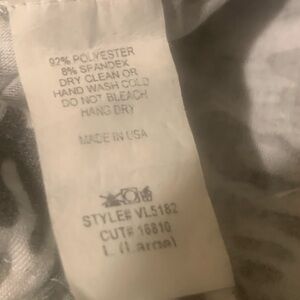 92% POLYESTER
8% SPANDEX
DRY CLEAN OR
HAND WASH COLD
DO NOT BLEACH
HANG DRY
MADE IN USA
STYLE# VL5182
CUT# 16810
L (Large)